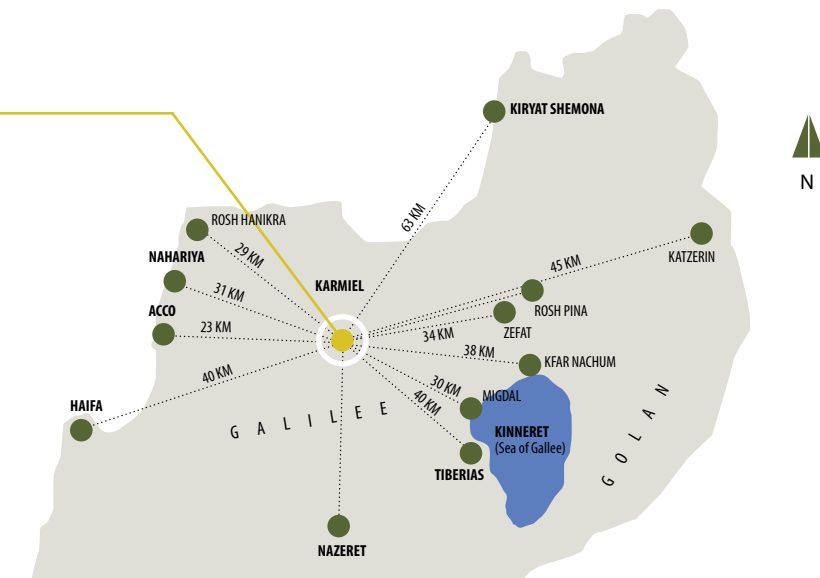 KIRYAT SHEMONA
N
63 KM
ROSH HANIKRA
29 KM
NAHARIYA
45 KM
KATZERIN
KARMIEL
31 KM
ROSH PINA
ACCO
23 KM
34 KM
ZEFAT
38 KM
KFAR NACHUM
40 KM
30 KM
MIGDAL
40 KM
HAIFA
GALILEE
KINNERET
(Sea of Gallee)
GOLAN
TIBERIAS
NAZERET